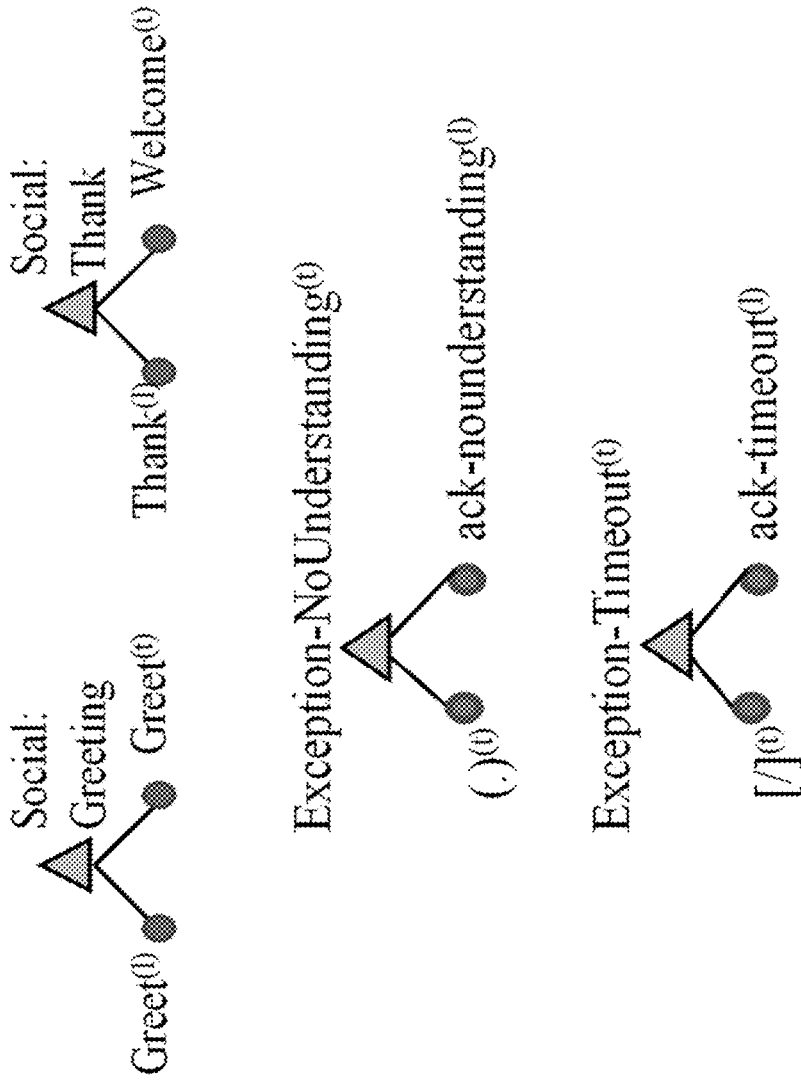 Social:
Greeting
Greet(t)
Greet(t)
Social:
Thank
Thank(t)
Welcome(t)
Exception-NoUnderstanding(t)
(.)(t)
ack-nounderstanding(t)
Exception-Timeout(t)
[/](t)
ack-timeout(t)